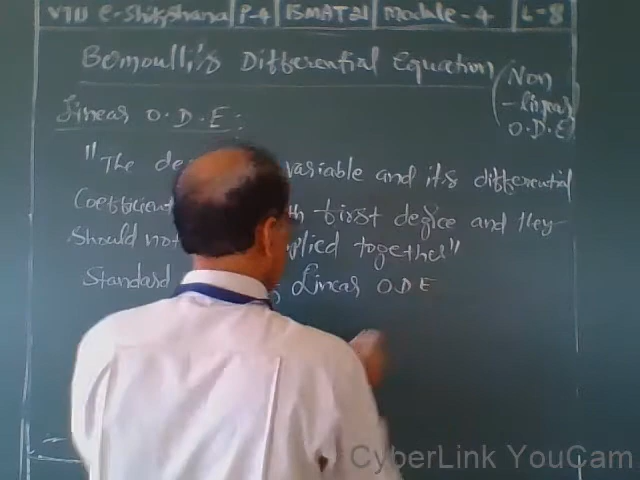 VTU e-Shikshana P-4 15MAT21 Module-4 L-8
Bernoulli's Differential Equation (Non
-linear
O.D.E)
Linear O.D.E:
"The de variable and it's differential
Coefficient th first degree and they
should not plied together"
Standard Linear O.D.E
CyberLink YouCam